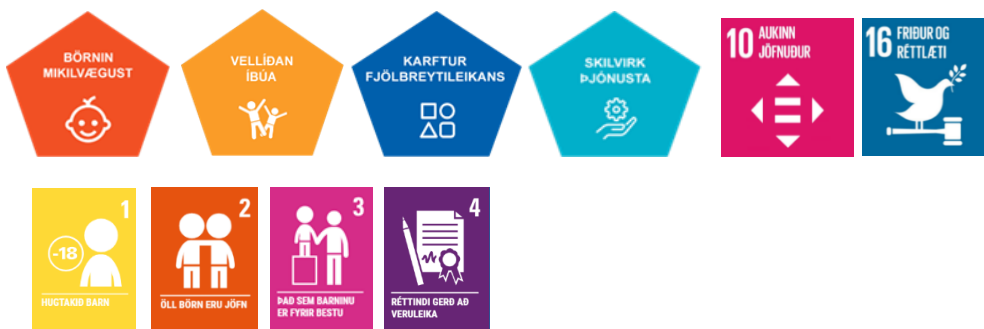 BÖRNIN
MIKILVÆGUST
VELLÍÐAN
ÍBÚA
KARFTUR
FJÖLBREYTILEIKANS
SKILVIRK
ÞJÓNUSTA
10 AUKINN
JÖFNUÐUR
16 FRIÐUR OG
RÉTTLÆTI
1
-18
HUGTAKIÐ BARN
2
ÖLL BÖRN ERU JÖFN
3
ÞAÐ SEM BARNINU
ER FYRIR BESTU
4
RÉTTINDI GERÐ AÐ
VERULEIKA